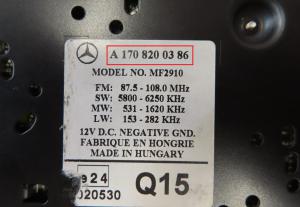 A 170 820 03 86
MODEL NO. MF2910
FM: 87.5 - 108.0 MHz
SW: 5800 - 6250 KHz
MW: 531 - 1620 KHz
LW: 153 - 282 KHz
12V D.C. NEGATIVE GND.
FABRIQUE EN HONGRIE
MADE IN HUNGARY
924
020530
Q15